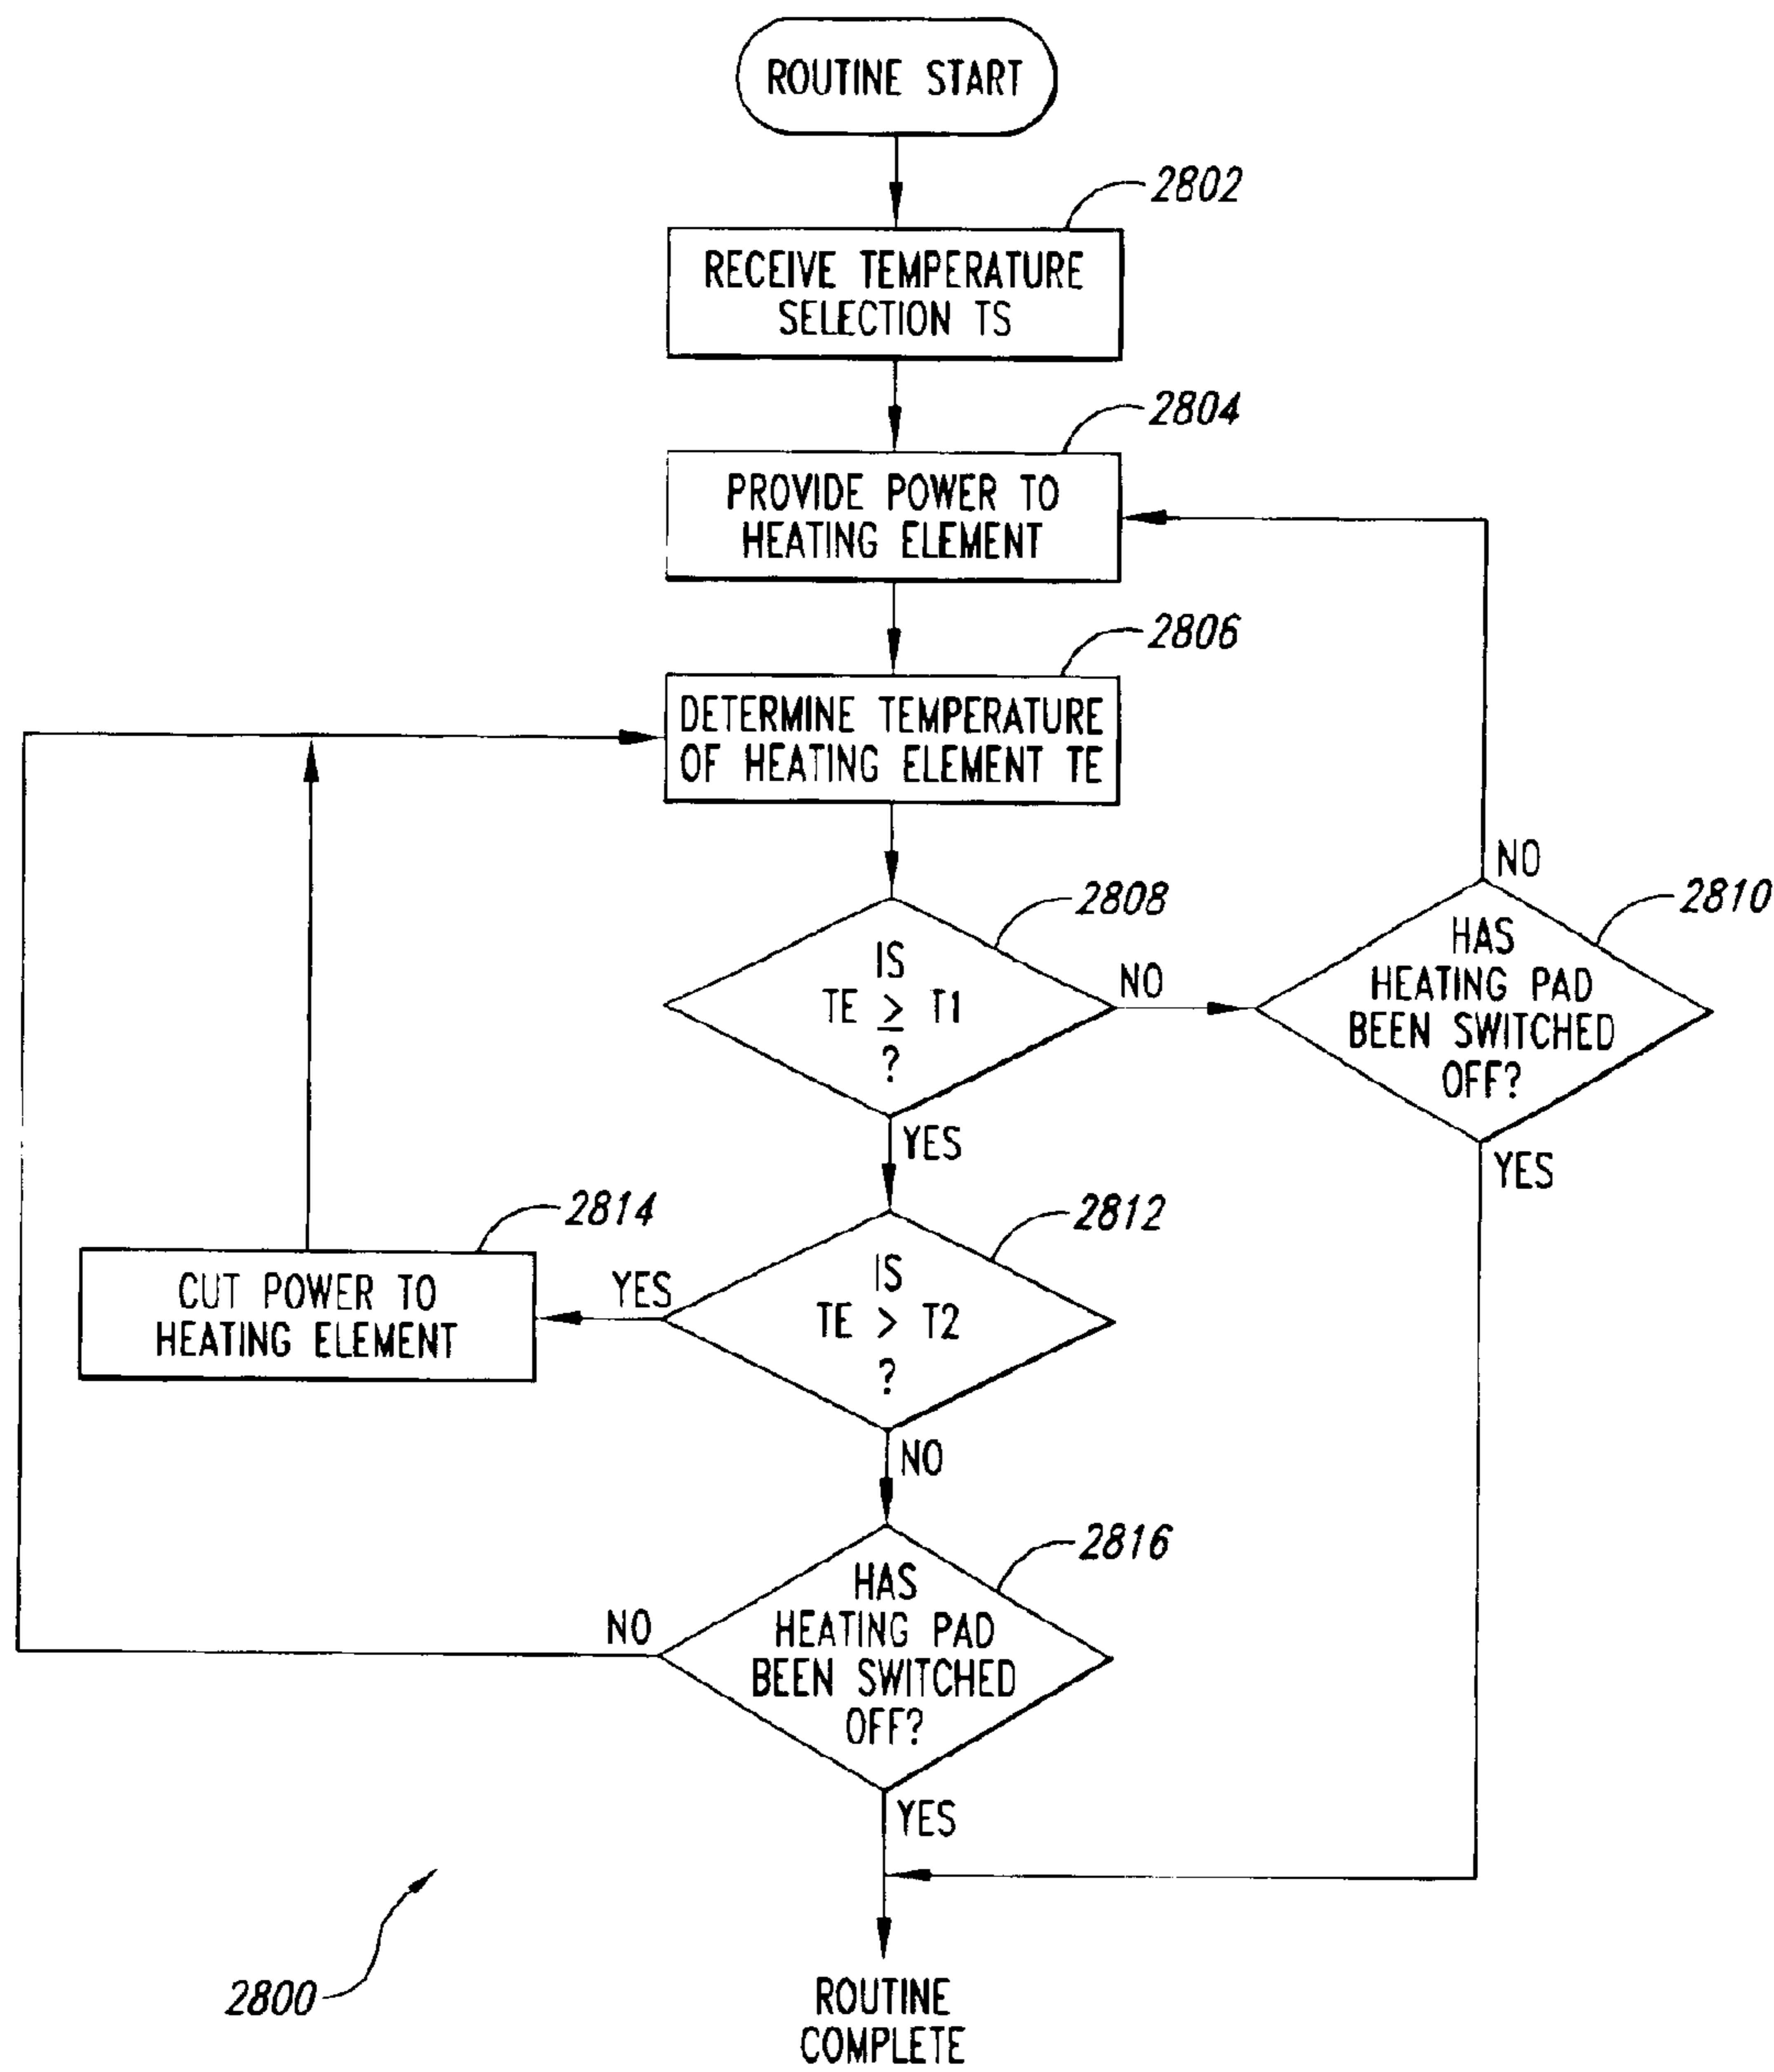 ROUTINE START
2802
RECEIVE TEMPERATURE
SELECTION TS
2804
PROVIDE POWER TO
HEATING ELEMENT
2806
DETERMINE TEMPERATURE
OF HEATING ELEMENT TE
2808
IS
TE ≥ T1
?
NO
YES
2810
HAS
HEATING PAD
BEEN SWITCHED
OFF?
NO
YES
2812
IS
TE > T2
?
YES
NO
2814
CUT POWER TO
HEATING ELEMENT
2816
HAS
HEATING PAD
BEEN SWITCHED
OFF?
NO
YES
2800
ROUTINE
COMPLETE